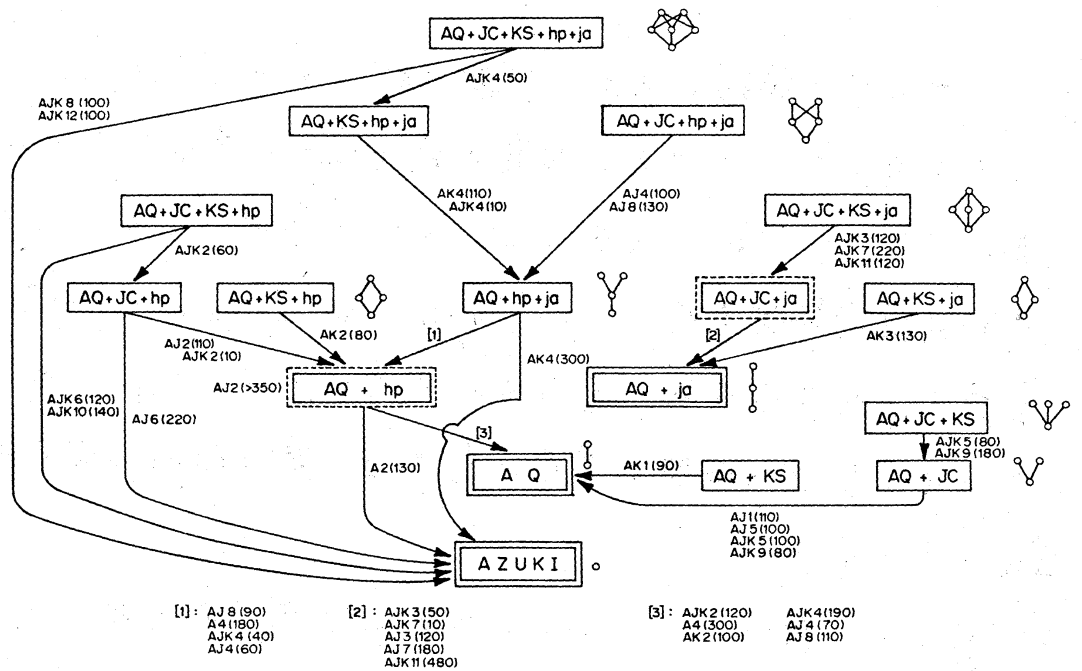 AQ+JC+KS+hp+ja
AJK4(50)
AJK8(100)
AJK12(100)
AQ+KS+hp+ja
AQ+JC+hp+ja
AK4(110)
AJK4(10)
AJ4(100)
AJ8(130)
AQ+JC+KS+hp
AQ+JC+KS+ja
AJK2(60)
AJK3(120)
AJK7(220)
AJK11(120)
AQ+JC+hp
AQ+KS+hp
AQ+hp+ja
AQ+JC+ja
AQ+KS+ja
AJ2(110)
AJK2(10)
AK2(80)
[1]
[2]
AK3(130)
AK4(300)
AJ2(>350)
AQ + hp
AQ + ja
AJK6(120)
AJK10(140)
AJ6(220)
AQ+JC+KS
[3]
AJK5(80)
AJK9(180)
A2(130)
A Q
AK1(90)
AQ + KS
AQ + JC
AJ1(110)
AJ5(100)
AJK5(100)
AJK9(80)
AZUKI
[1]: AJ8(90)
A4(180)
AJK4(40)
AJ4(60)
[2]: AJK3(50)
AJK7(10)
AJ3(120)
AJ7(180)
AJK11(480)
[3]: AJK2(120) AJK4(190)
A4(300) AJ4(70)
AK2(100) AJ8(110)